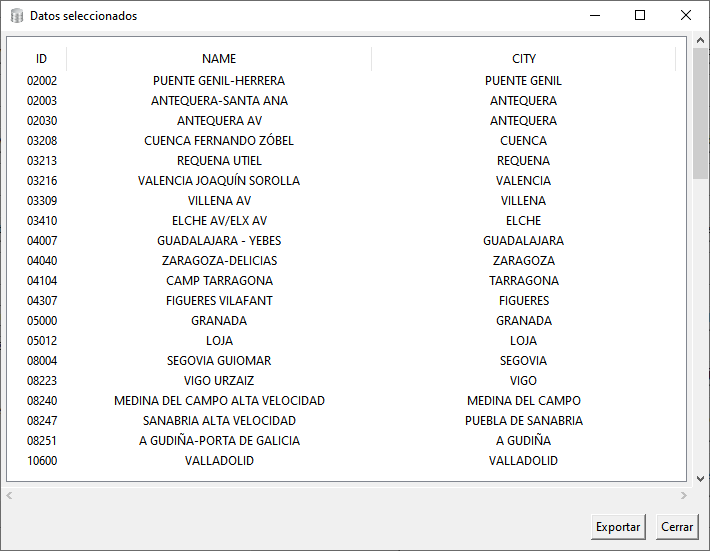 Datos seleccionados
ID NAME CITY
02002 PUENTE GENIL-HERRERA PUENTE GENIL
02003 ANTEQUERA-SANTA ANA ANTEQUERA
02030 ANTEQUERA AV ANTEQUERA
03208 CUENCA FERNANDO ZÓBEL CUENCA
03213 REQUENA UTIEL REQUENA
03216 VALENCIA JOAQUÍN SOROLLA VALENCIA
03309 VILLENA AV VILLENA
03410 ELCHE AV/ELX AV ELCHE
04007 GUADALAJARA - YEBES GUADALAJARA
04040 ZARAGOZA-DELICIAS ZARAGOZA
04104 CAMP TARRAGONA TARRAGONA
04307 FIGUERES VILAFANT FIGUERES
05000 GRANADA GRANADA
05012 LOJA LOJA
08004 SEGOVIA GUIOMAR SEGOVIA
08223 VIGO URZAIZ VIGO
08240 MEDINA DEL CAMPO ALTA VELOCIDAD MEDINA DEL CAMPO
08247 SANABRIA ALTA VELOCIDAD PUEBLA DE SANABRIA
08251 A GUDIÑA-PORTA DE GALICIA A GUDIÑA
10600 VALLADOLID VALLADOLID
Exportar Cerrar